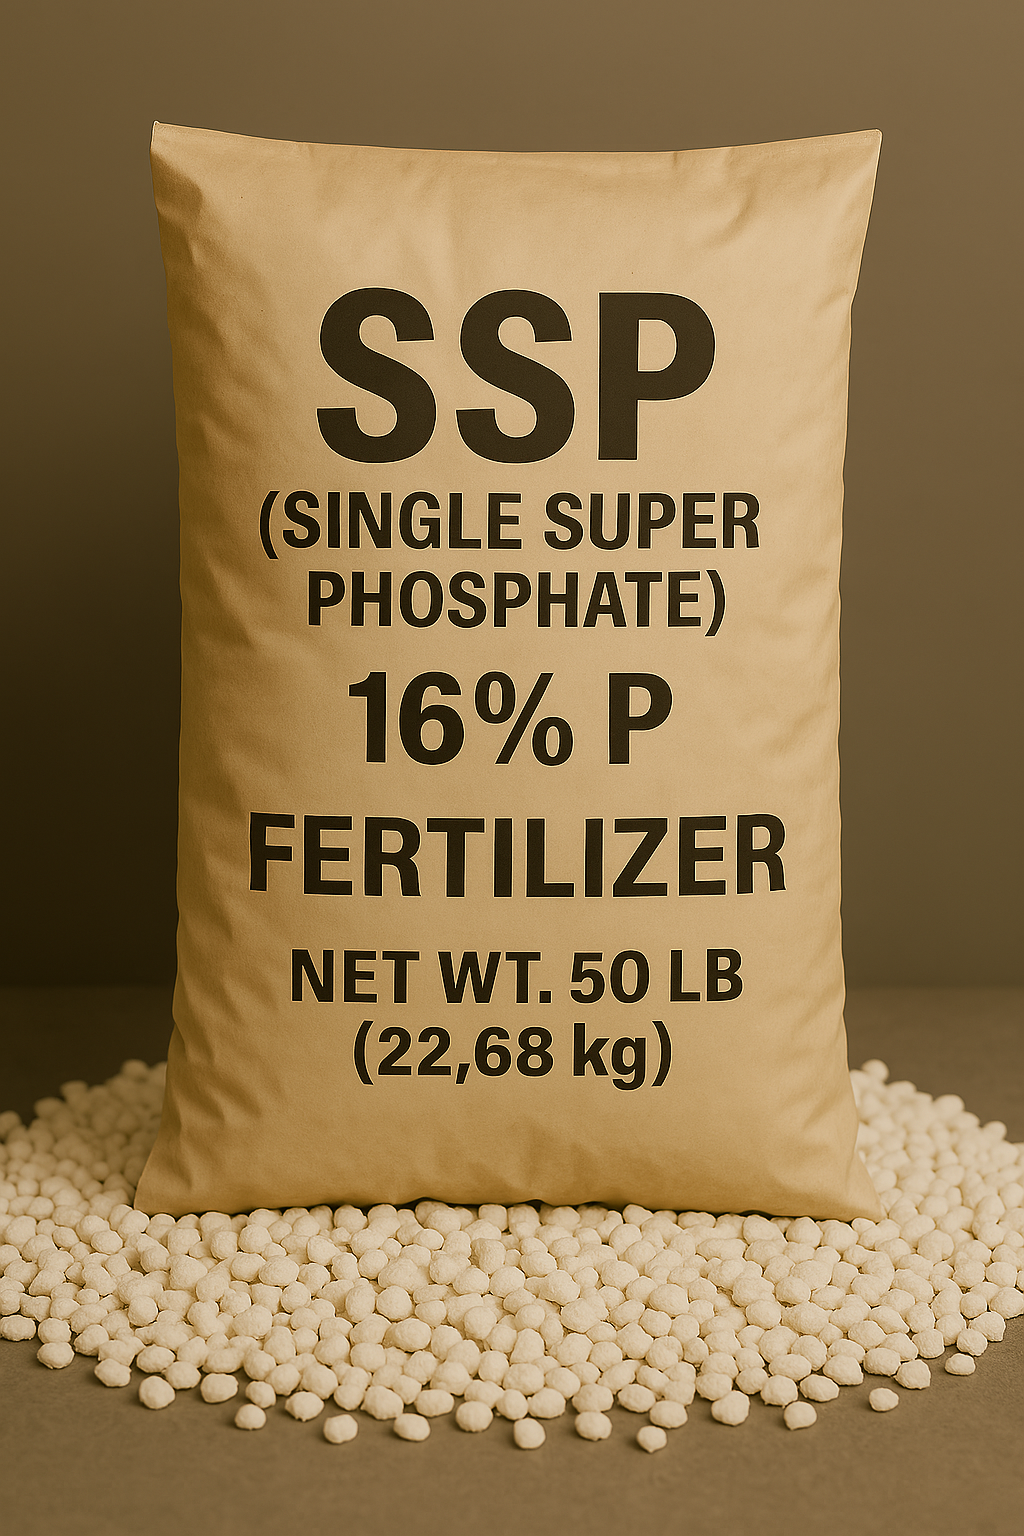 SSP
(SINGLE SUPER
PHOSPHATE)
16% P
FERTILIZER
NET WT. 50 LB
(22,68 kg)